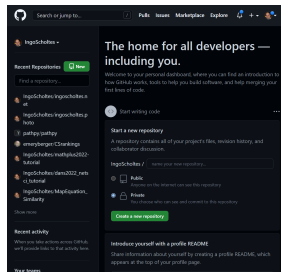 Search or jump to...
/
Pulls Issues Marketplace Explore
IngoScholtes
Recent Repositories
New
Find a repository...
IngoScholtes/ingoscholtes.n
et
IngoScholtes/ingoscholtes.p
hoto
pathpy/pathpy
emeryberger/CSrankings
IngoScholtes/mathplus2022-
tutorial
IngoScholtes/dans2022_nets
ci_tutorial
IngoScholtes/MapEquation_
Similarity
Show more
Recent activity
When you take actions across GitHub,
we'll provide links to that activity here.
Your teams
The home for all developers —
including you.
Welcome to your personal dashboard, where you can find an introduction to
how GitHub works, tools to help you build software, and help merging your
first lines of code.
Start writing code
Start a new repository
A repository contains all of your project's files, revision history, and
collaborator discussion.
IngoScholtes /
name your new repository...
Public
Anyone on the internet can see this repository
Private
You choose who can see and commit to this repository
Create a new repository
Introduce yourself with a profile README
Share information about yourself by creating a profile README, which
appears at the top of your profile page.